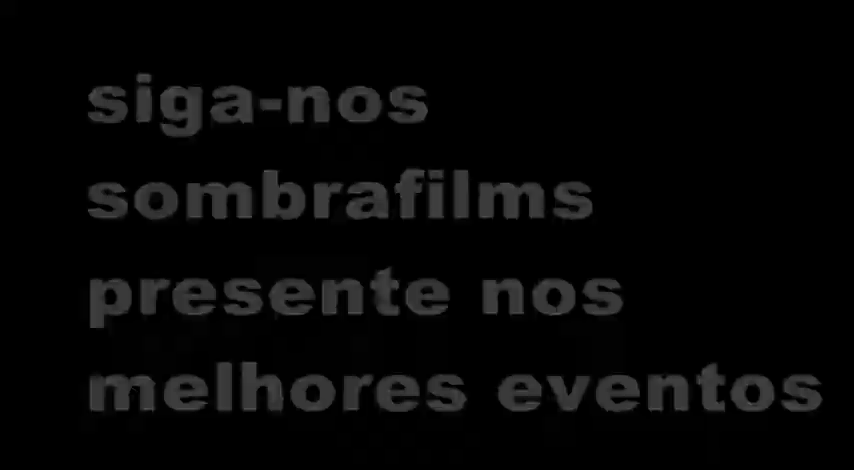 siga-nos
sombrafilms
presente nos
melhores eventos